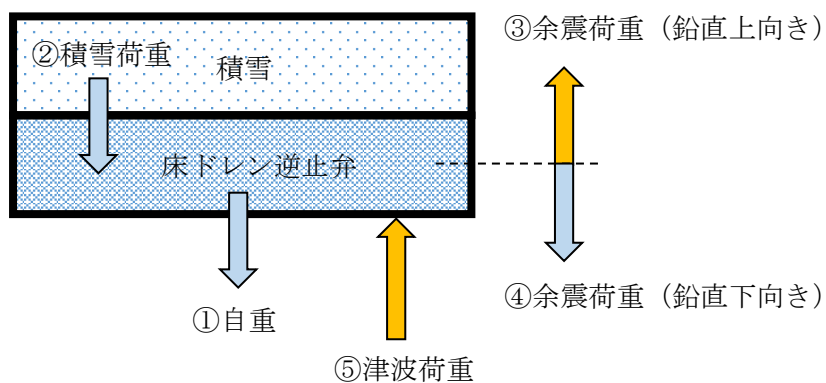 ③余震荷重（鉛直上向き）
②積雪荷重
積雪
床ドレン逆止弁
④余震荷重（鉛直下向き）
①自重
⑤津波荷重